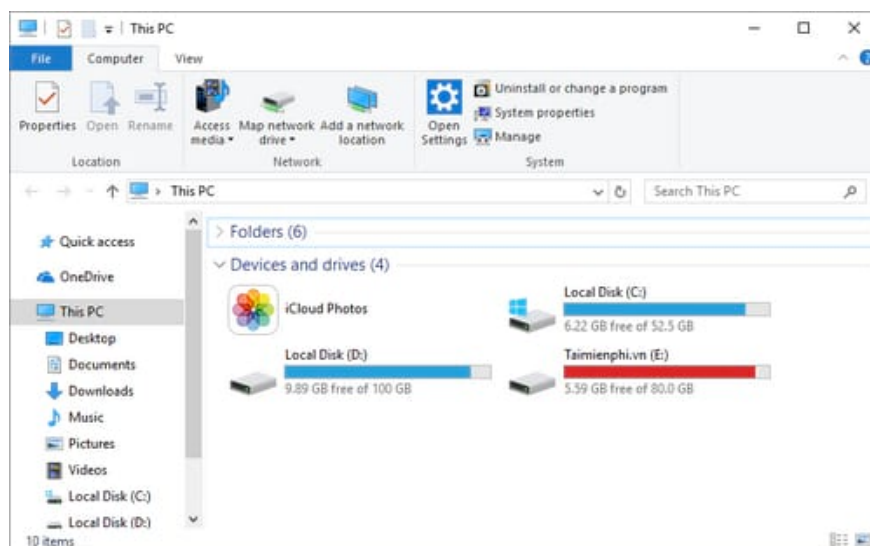 This PC
File Computer View
Properties Open Rename Access media Map network drive Add a network location Open Settings Uninstall or change a program
System properties
Manage
Location Network System
This PC Search This PC
Quick access
OneDrive
This PC
Desktop
Documents
Downloads
Music
Pictures
Videos
Local Disk (C:)
Local Disk (D:)
Folders (6)
Devices and drives (4)
iCloud Photos
Local Disk (C:)
6.22 GB free of 52.5 GB
Local Disk (D:)
9.89 GB free of 100 GB
Taimienphi.vn (E:)
5.59 GB free of 80.0 GB
10 items